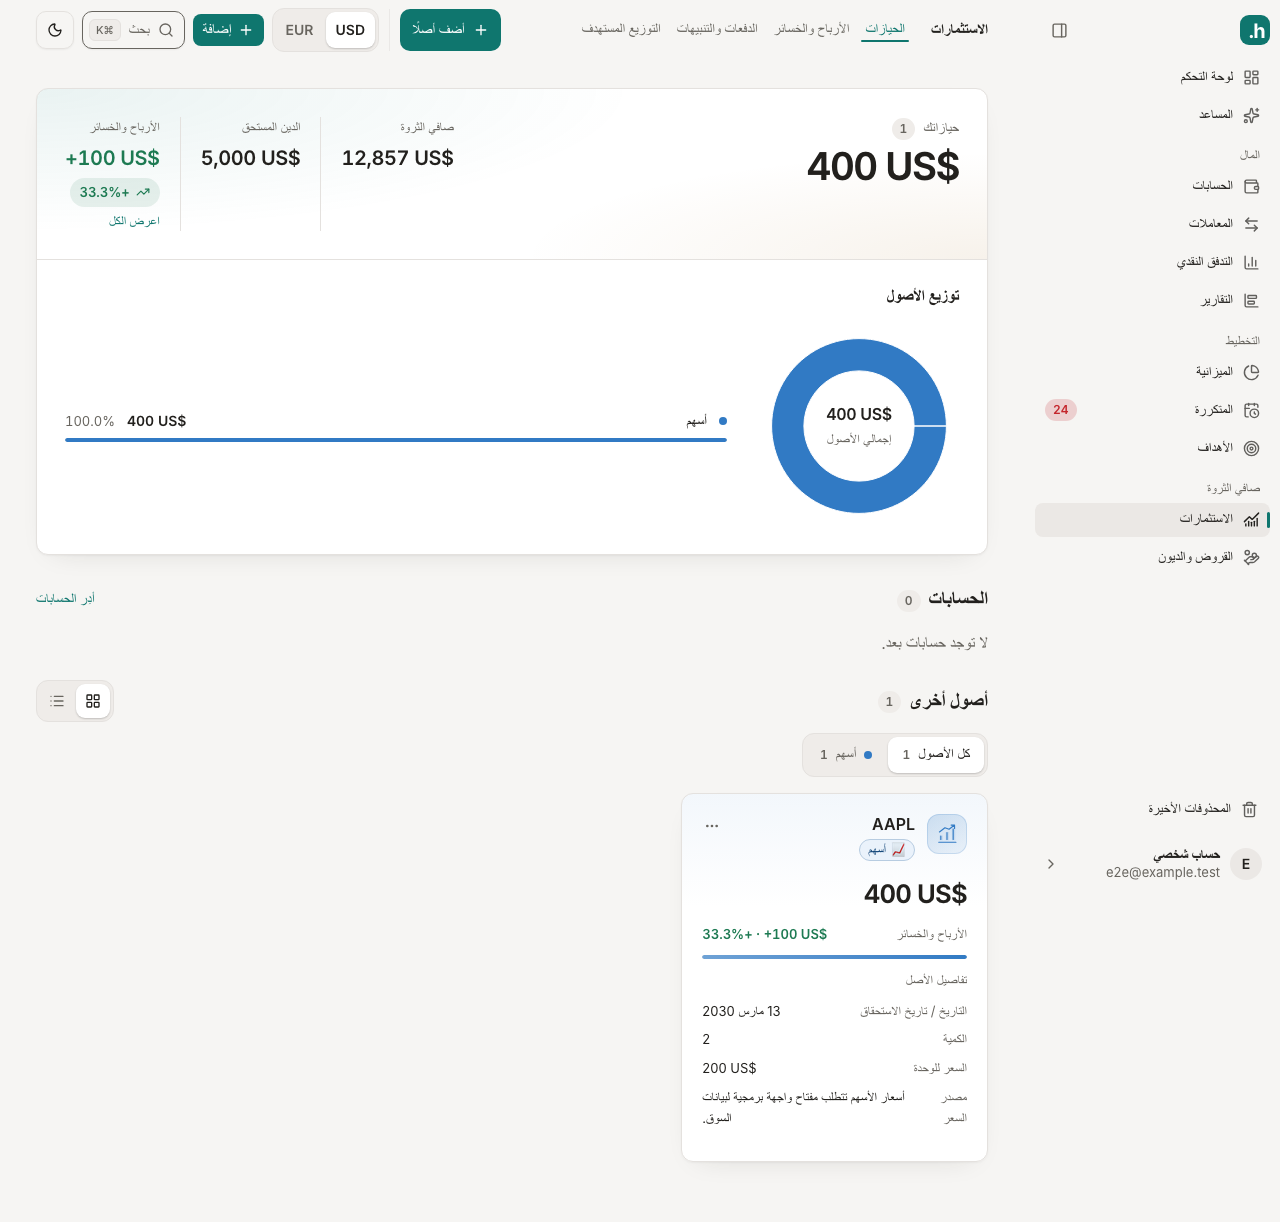 h.
لوحة التحكم
المساعد
المال
الحسابات
المعاملات
التدفق النقدي
التقارير
التخطيط
الميزانية
المتكررة 24
الأهداف
صافي الثروة
الاستثمارات
القروض والديون
المحذوفات الأخيرة
E
حساب شخصي
e2e@example.test
الاستثمارات
الحيازات
الأرباح والخسائر
الدفعات والتنبيهات
التوزيع المستهدف
أضف أصلًا
USD EUR
إضافة
بحث ⌘K
حيازاتك 1
400 US$
صافي الثروة
12,857 US$
الدين المستحق
5,000 US$
الأرباح والخسائر
+100 US$
33.3%+
اعرض الكل
توزيع الأصول
400 US$
إجمالي الأصول
أسهم 400 US$ 100.0%
الحسابات 0
أدِر الحسابات
لا توجد حسابات بعد.
أصول أخرى 1
كل الأصول 1
أسهم 1
AAPL
أسهم
400 US$
الأرباح والخسائر 33.3%+ · +100 US$
تفاصيل الأصل
التاريخ / تاريخ الاستحقاق 13 مارس 2030
الكمية 2
السعر للوحدة 200 US$
مصدر السعر
أسعار الأسهم تتطلب مفتاح واجهة برمجية لبيانات
السوق.